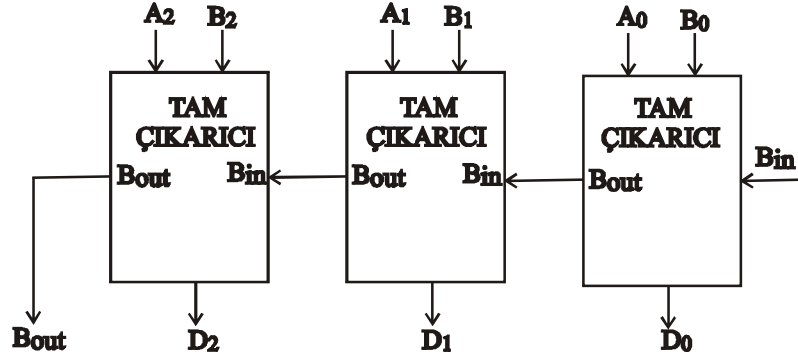 A2 B2 A1 B1 A0 B0
TAM TAM TAM
ÇIKARICI ÇIKARICI ÇIKARICI
Bout Bin Bout Bin Bout Bin
Bout D2 D1 D0